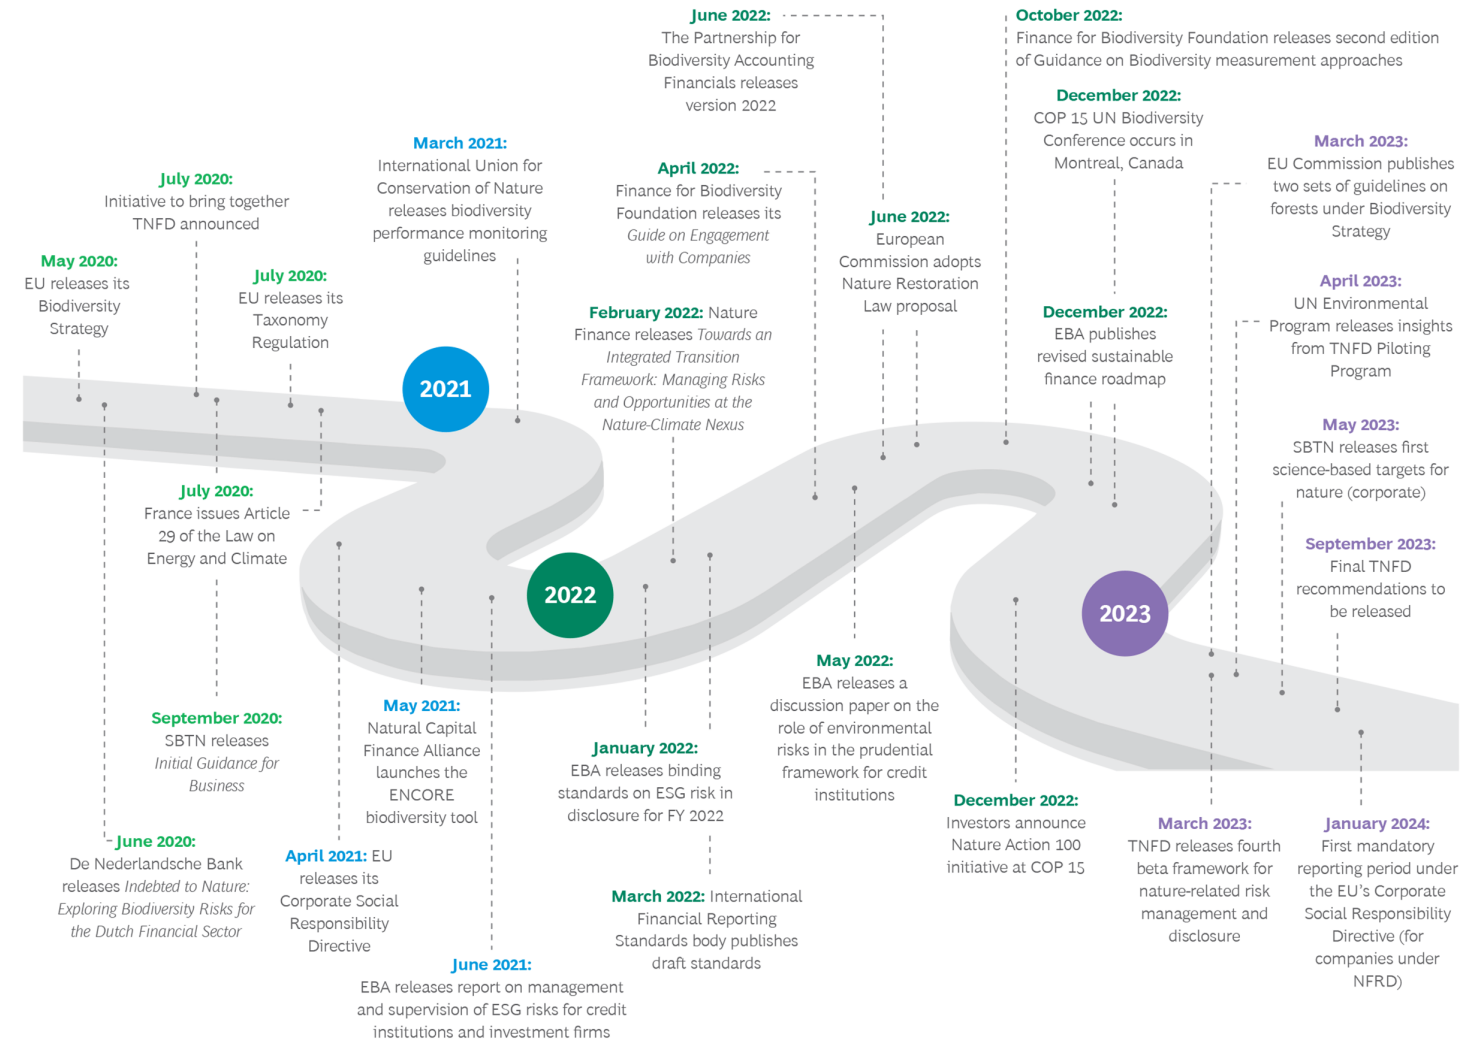 May 2020:
EU releases its
Biodiversity
Strategy
June 2020:
De Nederlandsche Bank
releases Indebted to Nature:
Exploring Biodiversity Risks for
the Dutch Financial Sector
July 2020:
Initiative to bring together
TNFD announced
July 2020:
EU releases its
Taxonomy
Regulation
July 2020:
France issues Article
29 of the Law on
Energy and Climate
September 2020:
SBTN releases
Initial Guidance for
Business
2021
March 2021:
International Union for
Conservation of Nature
releases biodiversity
performance monitoring
guidelines
April 2021: EU
releases its
Corporate Social
Responsibility
Directive
May 2021:
Natural Capital
Finance Alliance
launches the
ENCORE
biodiversity tool
June 2021:
EBA releases report on management
and supervision of ESG risks for credit
institutions and investment firms
2022
January 2022:
EBA releases binding
standards on ESG risk in
disclosure for FY 2022
February 2022: Nature
Finance releases Towards an
Integrated Transition
Framework: Managing Risks
and Opportunities at the
Nature-Climate Nexus
March 2022: International
Financial Reporting
Standards body publishes
draft standards
April 2022:
Finance for Biodiversity
Foundation releases its
Guide on Engagement
with Companies
May 2022:
EBA releases a
discussion paper on the
role of environmental
risks in the prudential
framework for credit
institutions
June 2022:
The Partnership for
Biodiversity Accounting
Financials releases
version 2022
June 2022:
European
Commission adopts
Nature Restoration
Law proposal
October 2022:
Finance for Biodiversity Foundation releases second edition
of Guidance on Biodiversity measurement approaches
December 2022:
COP 15 UN Biodiversity
Conference occurs in
Montreal, Canada
December 2022:
EBA publishes
revised sustainable
finance roadmap
December 2022:
Investors announce
Nature Action 100
initiative at COP 15
2023
March 2023:
EU Commission publishes
two sets of guidelines on
forests under Biodiversity
Strategy
March 2023:
TNFD releases fourth
beta framework for
nature-related risk
management and
disclosure
April 2023:
UN Environmental
Program releases insights
from TNFD Piloting
Program
May 2023:
SBTN releases first
science-based targets for
nature (corporate)
September 2023:
Final TNFD
recommendations to
be released
January 2024:
First mandatory
reporting period under
the EU's Corporate
Social Responsibility
Directive (for
companies under
NFRD)